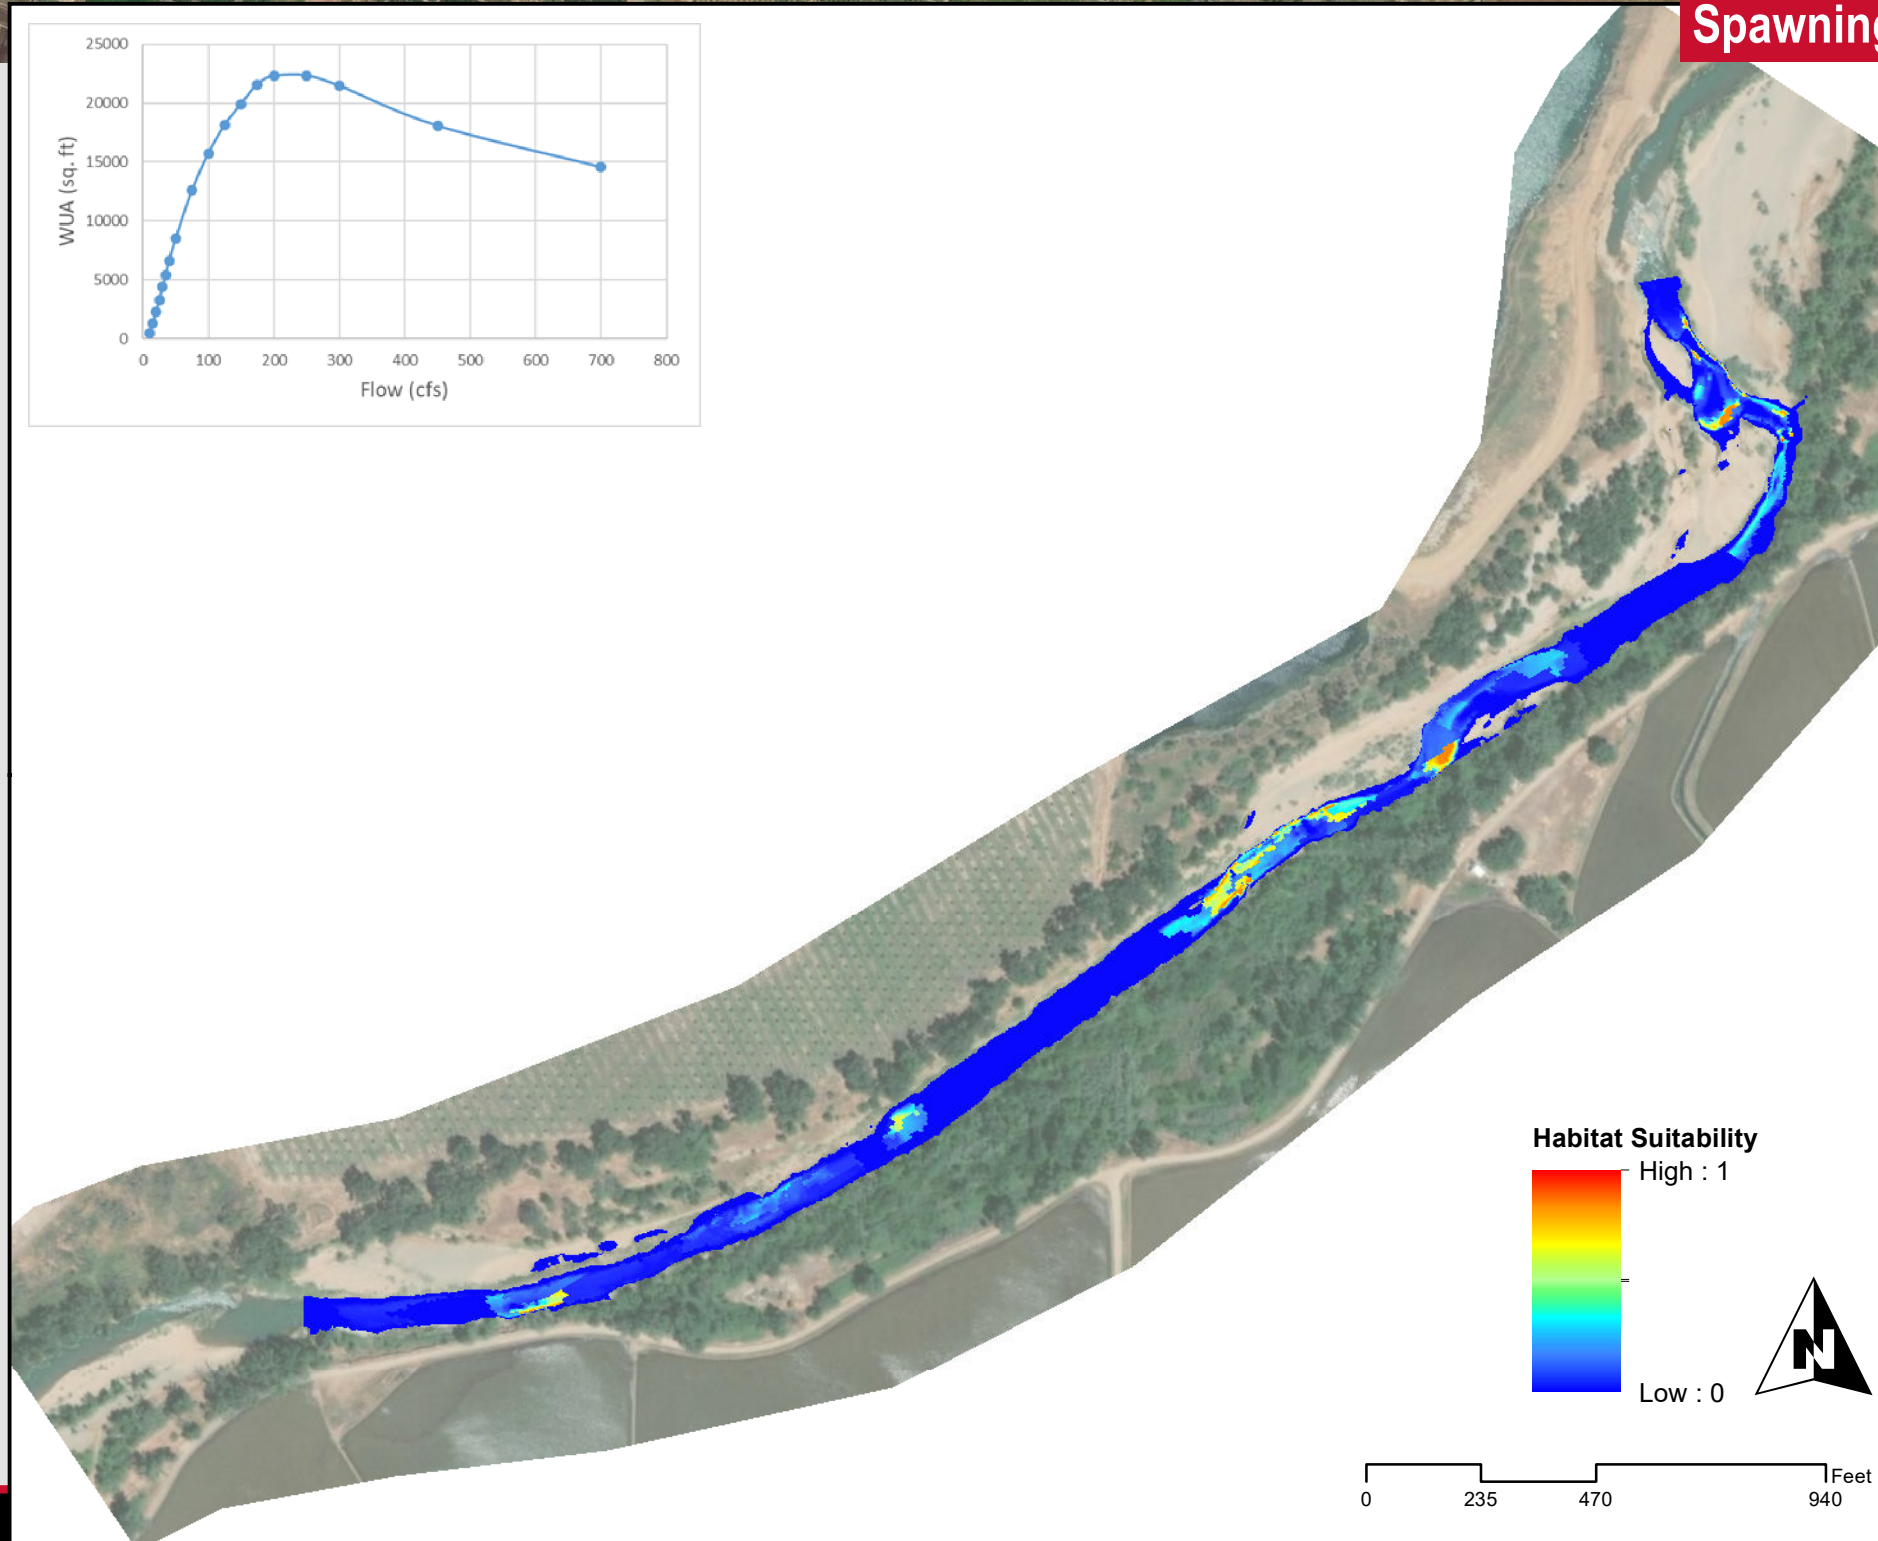 Spawning
25000
20000
15000
10000
5000
0
WUA (sq. ft)
0 100 200 300 400 500 600 700 800
Flow (cfs)
Habitat Suitability
High : 1
Low : 0
N
Feet
0 235 470 940